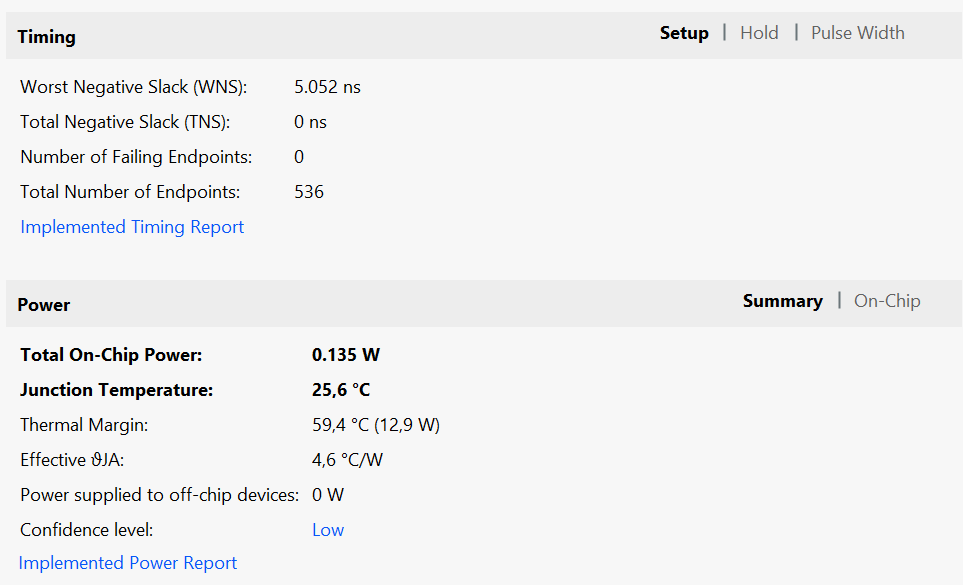 Timing Setup | Hold | Pulse Width
Worst Negative Slack (WNS): 5.052 ns
Total Negative Slack (TNS): 0 ns
Number of Failing Endpoints: 0
Total Number of Endpoints: 536
Implemented Timing Report
Power Summary | On-Chip
Total On-Chip Power: 0.135 W
Junction Temperature: 25,6 °C
Thermal Margin: 59,4 °C (12,9 W)
Effective ϑJA: 4,6 °C/W
Power supplied to off-chip devices: 0 W
Confidence level: Low
Implemented Power Report